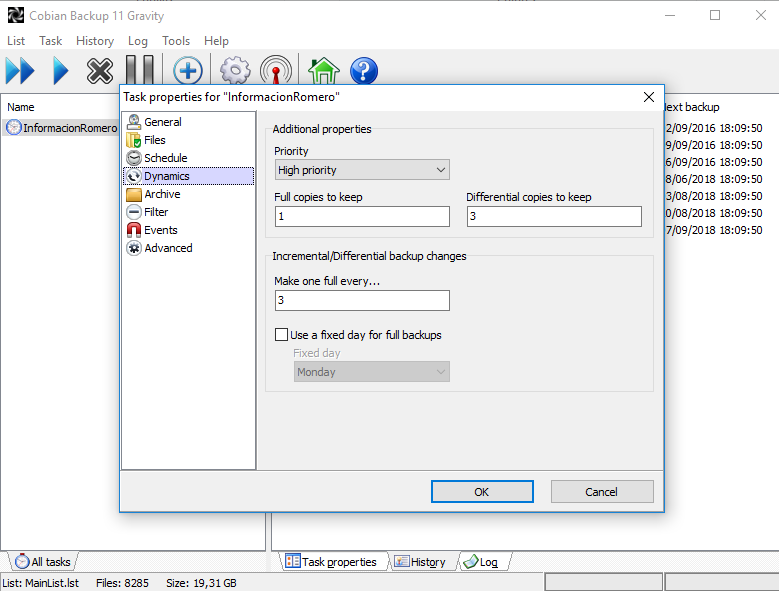 Cobian Backup 11 Gravity
List Task History Log Tools Help
Name
InformacionRomero
Task properties for "InformacionRomero"
General
Files
Schedule
Dynamics
Archive
Filter
Events
Advanced
Additional properties
Priority
High priority
Full copies to keep
Differential copies to keep
1
3
Incremental/Differential backup changes
Make one full every...
3
Use a fixed day for full backups
Fixed day
Monday
OK
Cancel
backup
2/09/2016 18:09:50
9/09/2016 18:09:50
6/09/2016 18:09:50
8/06/2018 18:09:50
3/08/2018 18:09:50
0/08/2018 18:09:50
7/09/2018 18:09:50
All tasks
Task properties
History
Log
List: MainList.lst Files: 8285 Size: 19,31 GB